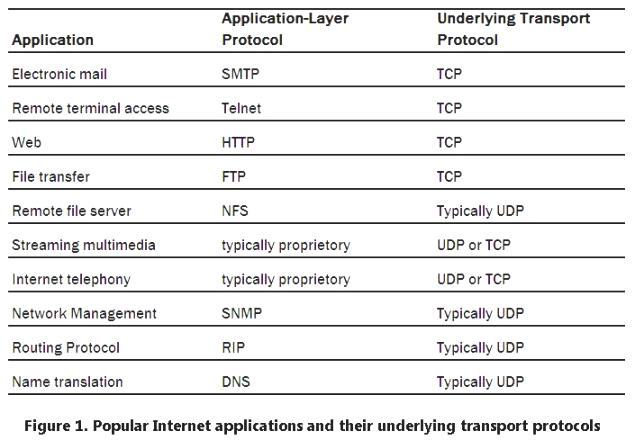 Application Application-Layer Protocol Underlying Transport Protocol
Electronic mail SMTP TCP
Remote terminal access Telnet TCP
Web HTTP TCP
File transfer FTP TCP
Remote file server NFS Typically UDP
Streaming multimedia typically proprietory UDP or TCP
Internet telephony typically proprietory UDP or TCP
Network Management SNMP Typically UDP
Routing Protocol RIP Typically UDP
Name translation DNS Typically UDP
Figure 1. Popular Internet applications and their underlying transport protocols